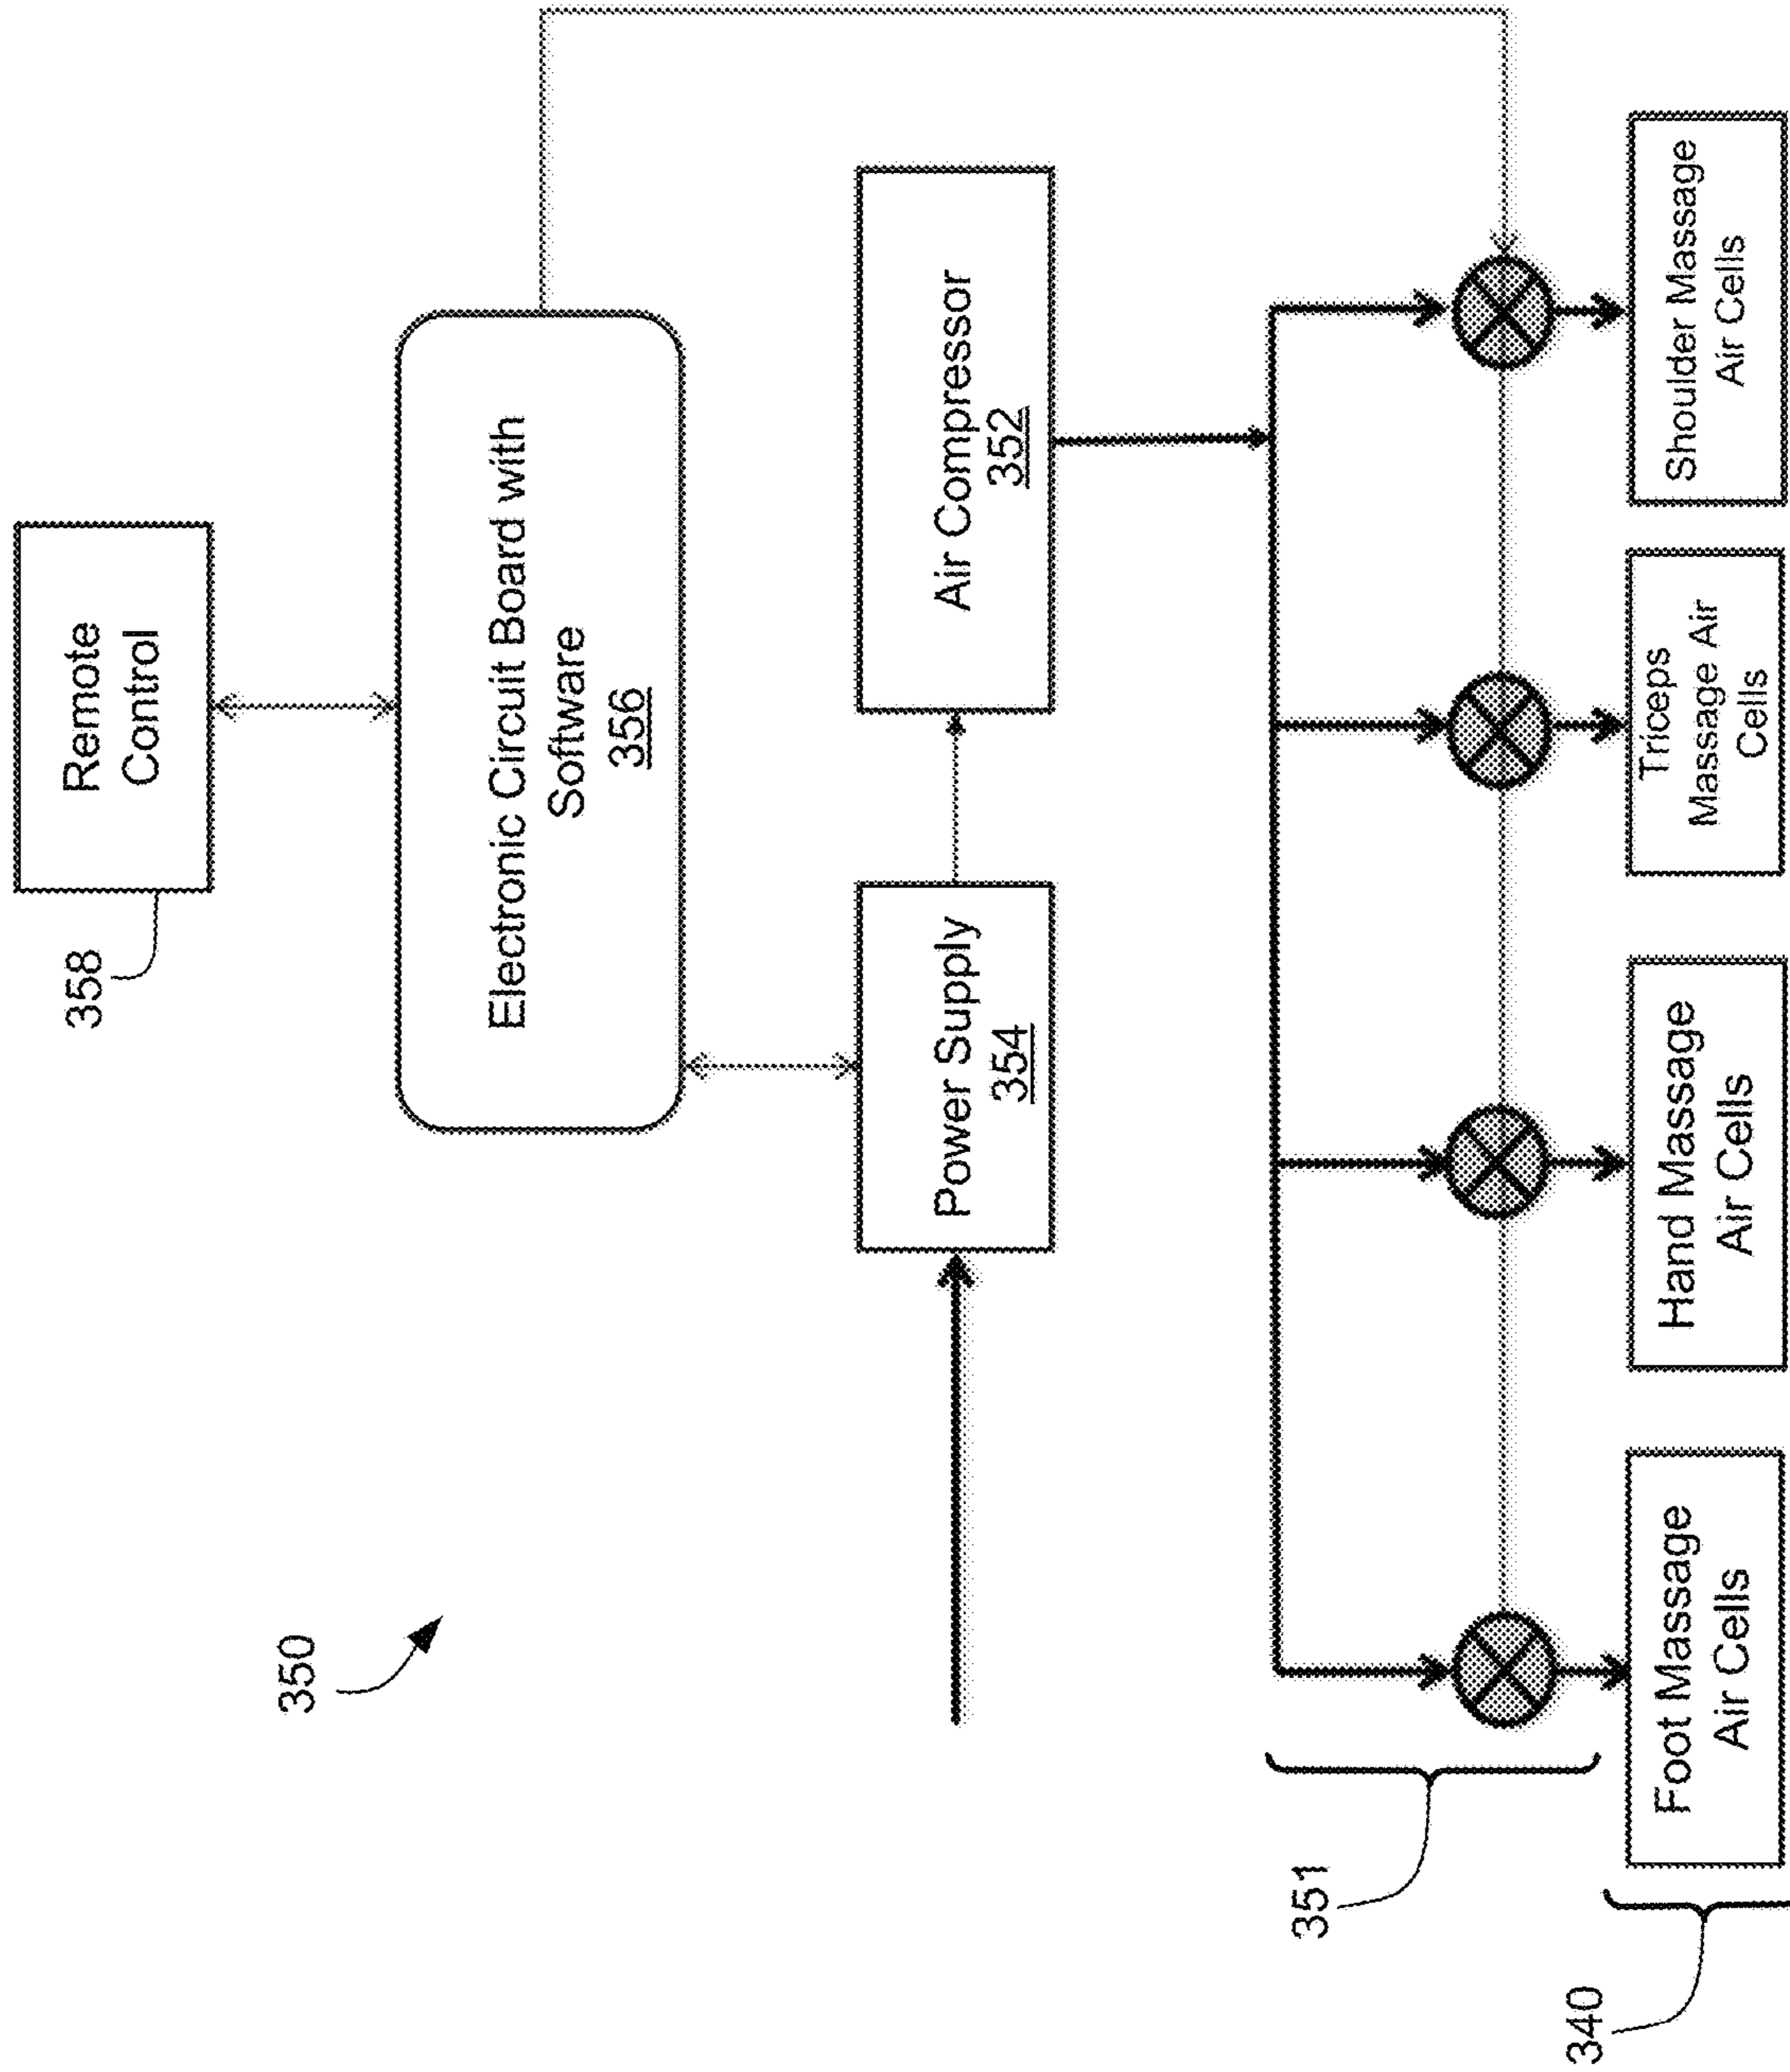 358
Remote
Control
Electronic Circuit Board with
Software
356
350
Power Supply
354
Air Compressor
352
351
340
Foot Massage
Air Cells
Hand Massage
Air Cells
Triceps
Massage Air
Cells
Shoulder Massage
Air Cells